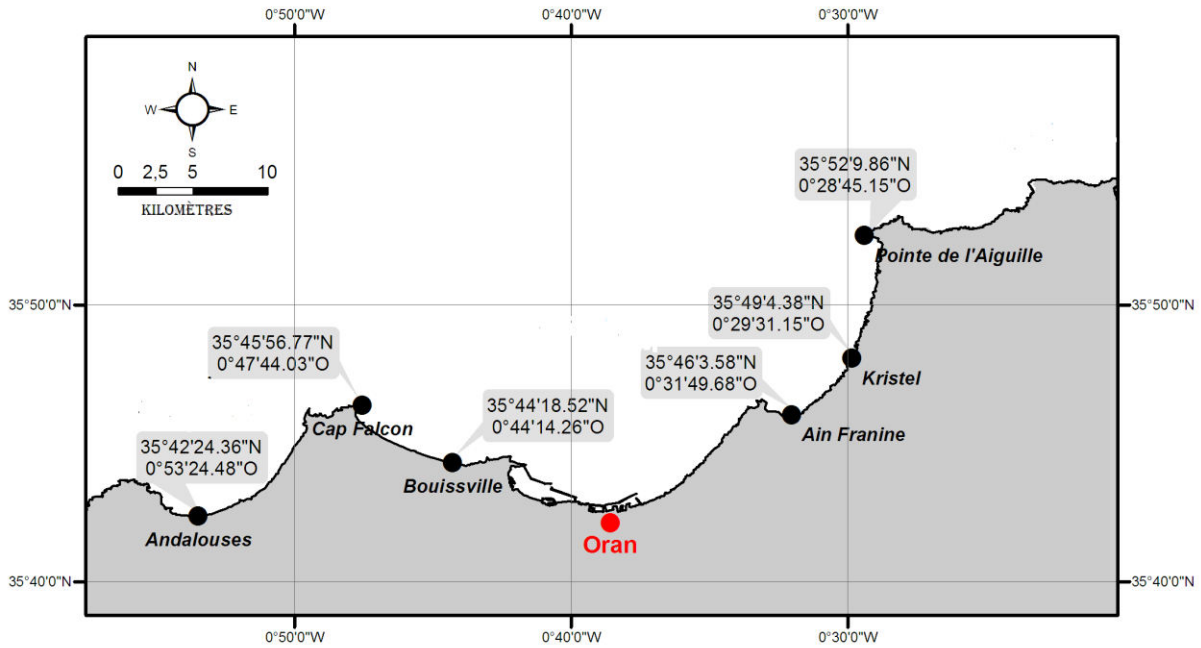 0°50'0"W
0°40'0"W
0°30'0"W
N
W
E
S
0
2,5
5
10
KILOMÈTRES
35°52'9.86"N
0°28'45.15"O
Pointe de l'Aiguille
35°50'0"N
35°50'0"N
35°49'4.38"N
0°29'31.15"O
Kristel
35°45'56.77"N
0°47'44.03"O
Cap Falcon
35°46'3.58"N
0°31'49.68"O
Ain Franine
35°44'18.52"N
0°44'14.26"O
Bouissville
35°42'24.36"N
0°53'24.48"O
Andalouses
Oran
35°40'0"N
35°40'0"N
0°50'0"W
0°40'0"W
0°30'0"W